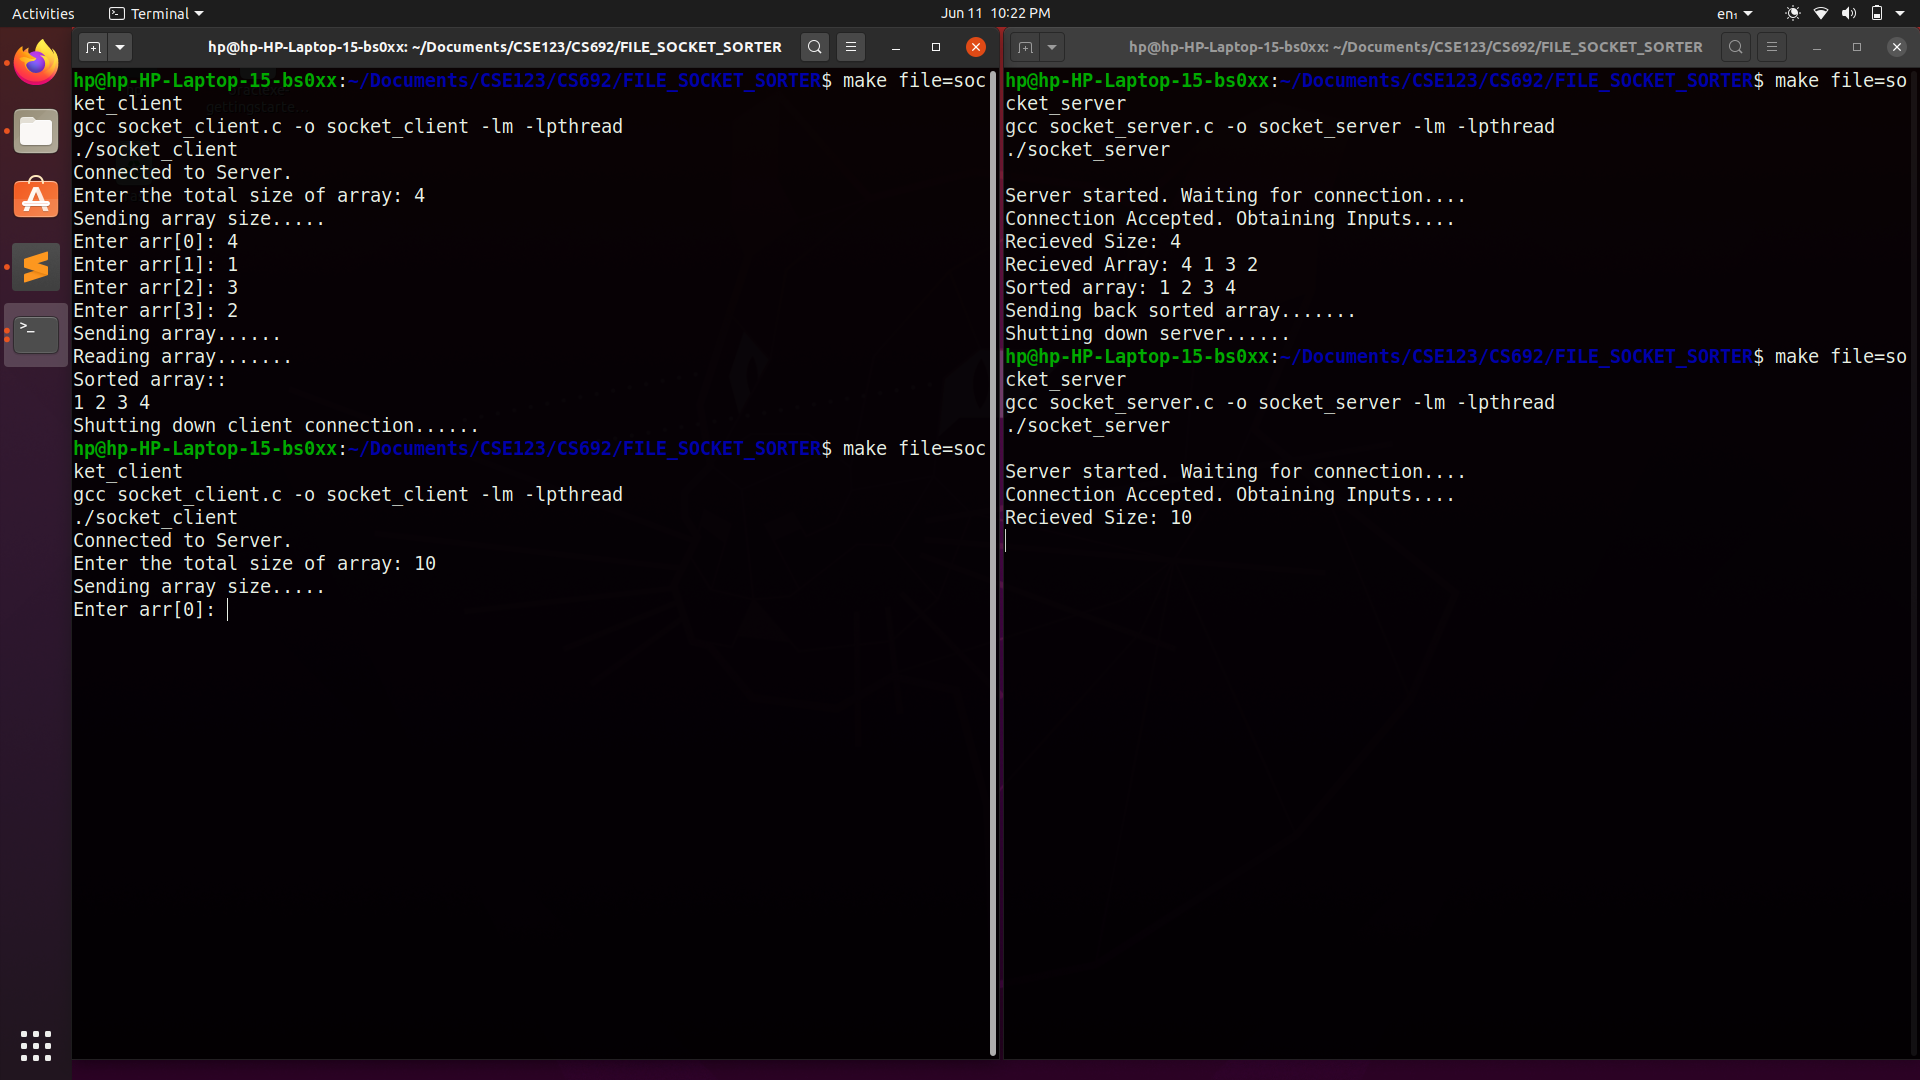 Activities
Terminal
Jun 11 10:22 PM
en₁
hp@hp-HP-Laptop-15-bs0xx: ~/Documents/CSE123/CS692/FILE_SOCKET_SORTER
hp@hp-HP-Laptop-15-bs0xx:~/Documents/CSE123/CS692/FILE_SOCKET_SORTER$ make file=soc
ket_client
gettingstarte...
gcc socket_client.c -o socket_client -lm -lpthread
./socket_client
Connected to Server.
Enter the total size of array: 4
Sending array size.....
Enter arr[0]: 4
Enter arr[1]: 1
Enter arr[2]: 3
Enter arr[3]: 2
Sending array......
Reading array.......
Sorted array::
1 2 3 4
Shutting down client connection......
hp@hp-HP-Laptop-15-bs0xx:~/Documents/CSE123/CS692/FILE_SOCKET_SORTER$ make file=soc
ket_client
gcc socket_client.c -o socket_client -lm -lpthread
./socket_client
Connected to Server.
Enter the total size of array: 10
Sending array size.....
Enter arr[0]:
hp@hp-HP-Laptop-15-bs0xx: ~/Documents/CSE123/CS692/FILE_SOCKET_SORTER
hp@hp-HP-Laptop-15-bs0xx:~/Documents/CSE123/CS692/FILE_SOCKET_SORTER$ make file=so
cket_server
gcc socket_server.c -o socket_server -lm -lpthread
./socket_server
Server started. Waiting for connection....
Connection Accepted. Obtaining Inputs....
Recieved Size: 4
Recieved Array: 4 1 3 2
Sorted array: 1 2 3 4
Sending back sorted array.......
Shutting down server......
hp@hp-HP-Laptop-15-bs0xx:~/Documents/CSE123/CS692/FILE_SOCKET_SORTER$ make file=so
cket_server
gcc socket_server.c -o socket_server -lm -lpthread
./socket_server
Server started. Waiting for connection....
Connection Accepted. Obtaining Inputs....
Recieved Size: 10